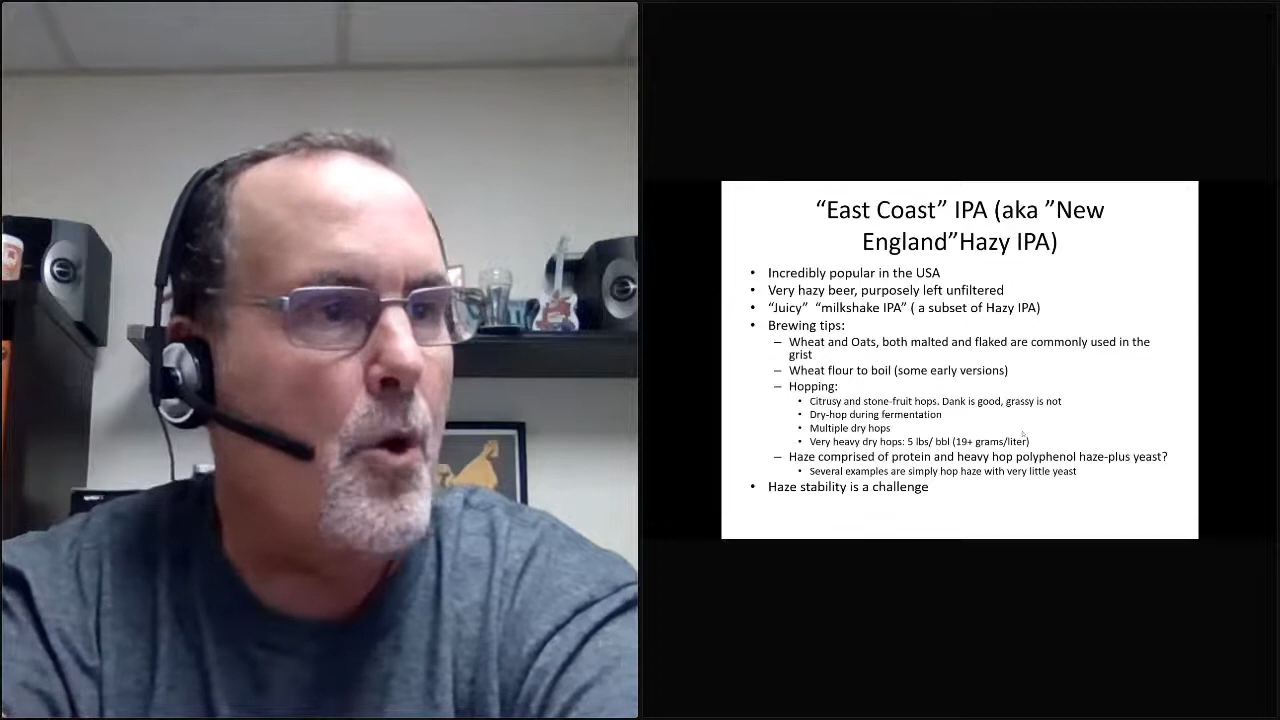 “East Coast” IPA (aka ”New
England”Hazy IPA)
• Incredibly popular in the USA
• Very hazy beer, purposely left unfiltered
• “Juicy” “milkshake IPA” ( a subset of Hazy IPA)
• Brewing tips:
– Wheat and Oats, both malted and flaked are commonly used in the
grist
– Wheat flour to boil (some early versions)
– Hopping:
• Citrusy and stone-fruit hops. Dank is good, grassy is not
• Dry-hop during fermentation
• Multiple dry hops
• Very heavy dry hops: 5 lbs/ bbl (19+ grams/liter)
– Haze comprised of protein and heavy hop polyphenol haze-plus yeast?
• Several examples are simply hop haze with very little yeast
• Haze stability is a challenge